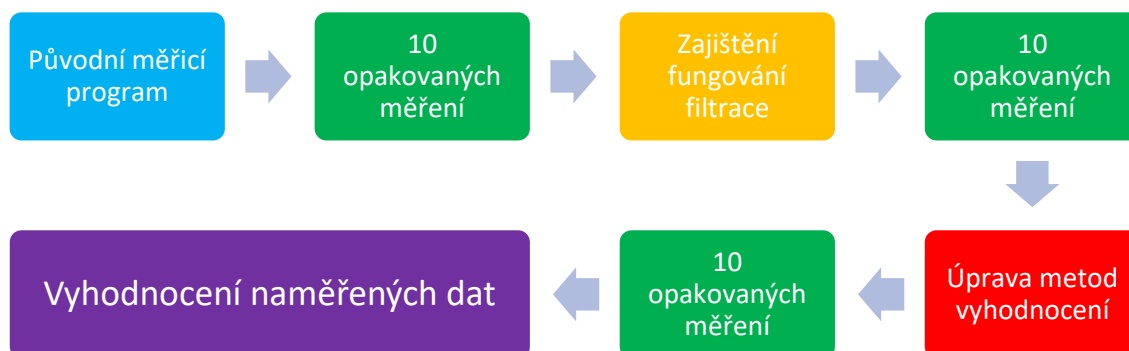 Původní měřicí
program
10
opakovaných
měření
Zajištění
fungování
filtrace
10
opakovaných
měření
Úprava metod
vyhodnocení
10
opakovaných
měření
Vyhodnocení naměřených dat